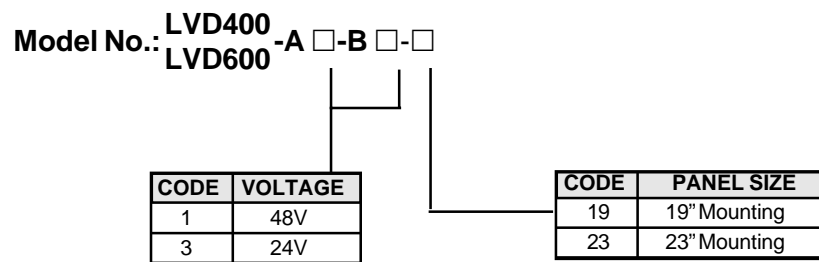 Model No.: LVD400 -A □-B □-□
LVD600
CODE VOLTAGE
1 48V
3 24V
CODE PANEL SIZE
19 19" Mounting
23 23" Mounting